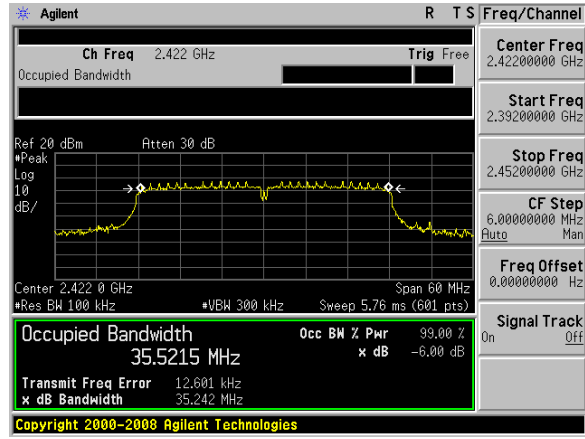 Agilent R T S
Freq/Channel
Ch Freq 2.422 GHz Trig Free
Occupied Bandwidth
Center Freq
2.42200000 GHz
Start Freq
2.39200000 GHz
Stop Freq
2.45200000 GHz
CF Step
6.00000000 MHz
Auto Man
Freq Offset
0.00000000 Hz
Signal Track
On Off
Ref 20 dBm Atten 30 dB
#Peak
Log
10
dB/
Center 2.422 0 GHz Span 60 MHz
#Res BW 100 kHz #VBW 300 kHz Sweep 5.76 ms (601 pts)
Occupied Bandwidth Occ BW % Pwr 99.00 %
35.5215 MHz x dB -6.00 dB
Transmit Freq Error 12.601 kHz
x dB Bandwidth 35.242 MHz
Copyright 2000-2008 Agilent Technologies